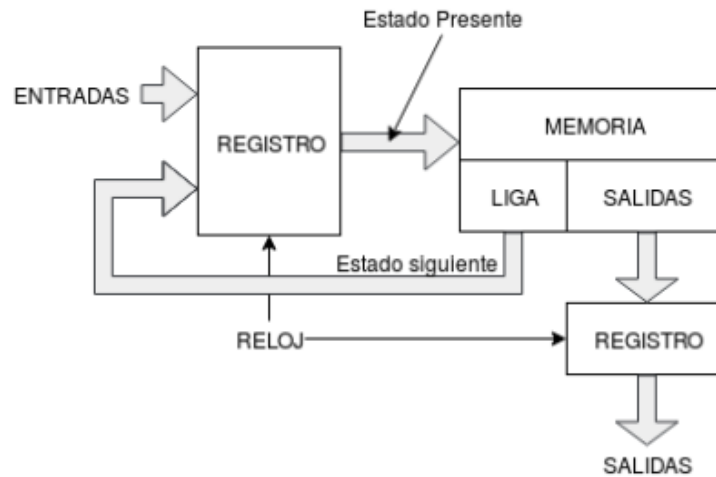 Estado Presente
ENTRADAS
REGISTRO
MEMORIA
LIGA
SALIDAS
Estado siguiente
RELOJ
REGISTRO
SALIDAS